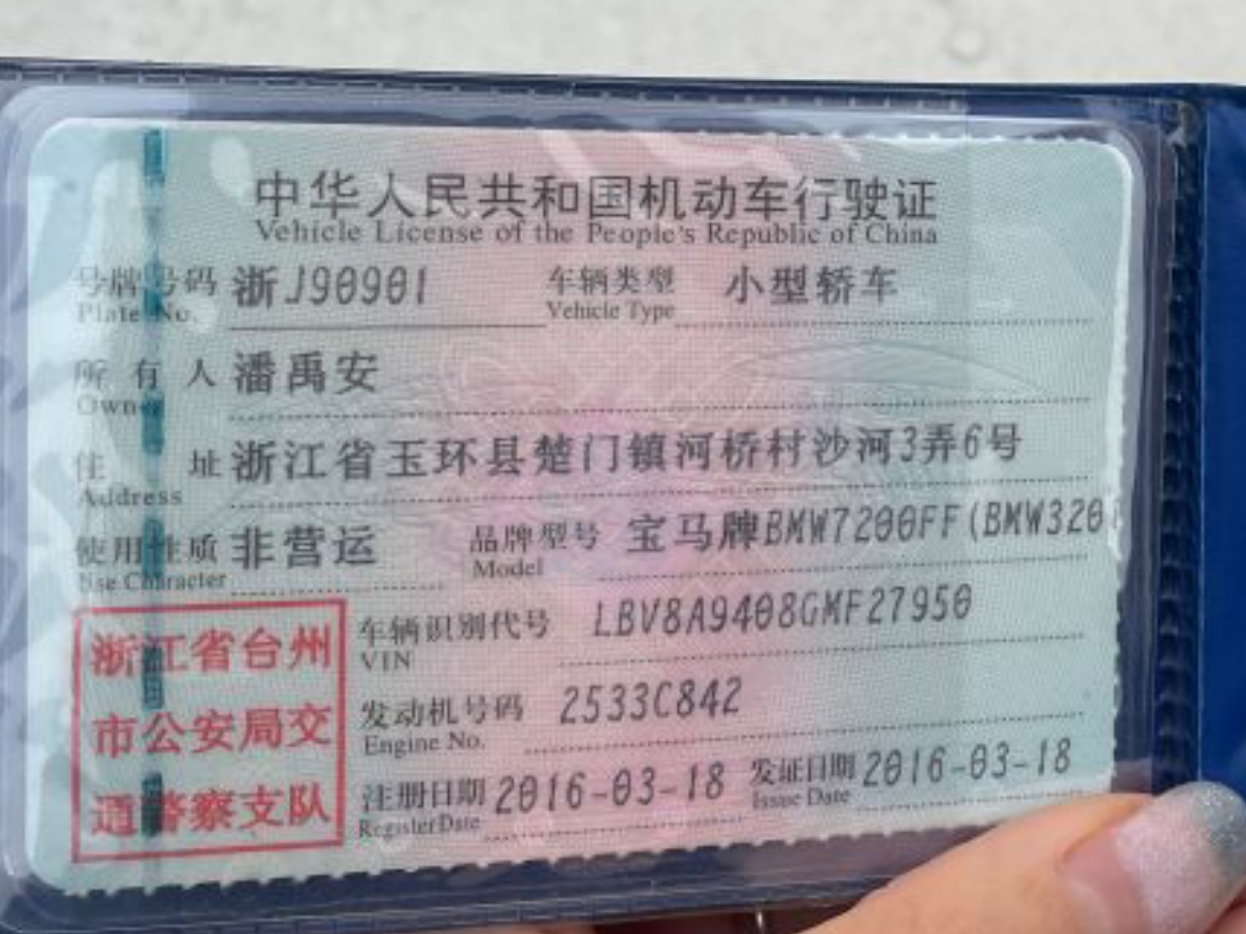 中华人民共和国机动车行驶证
Vehicle License of the People's Republic of China
号牌号码 浙J90901 车辆类型 小型轿车
Plate No. Vehicle Type
所有人 潘禹安
Owner
住址 浙江省玉环县楚门镇河桥村沙河3弄6号
Address
使用性质 非营运 品牌型号 宝马牌BMW7200FF(BMW320
Use Character Model
浙江省台州
市公安局交
通警察支队
车辆识别代号 LBV8A9408GMF27950
VIN
发动机号码 2533C842
Engine No.
注册日期 2016-03-18 发证日期 2016-03-18
Register Date Issue Date